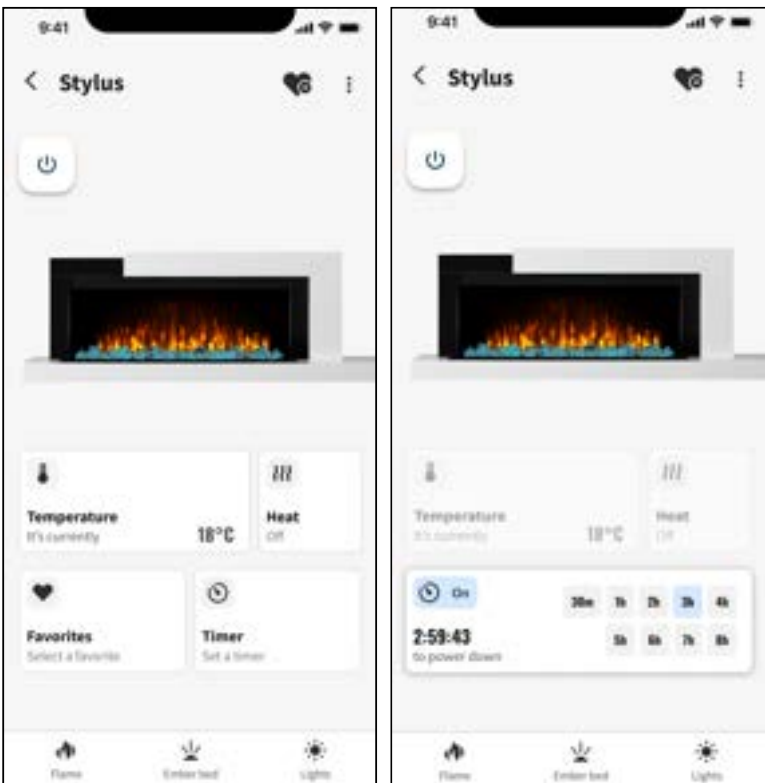 9:41
Stylus
Temperature
It's currently
18°C
Heat
Off
Favorites
Select a favorite
Timer
Set a timer
Flame
Ember bed
Lights
9:41
Stylus
Temperature
It's currently
18°C
Heat
Off
On
30m 1h 2h 3h 4h
2:59:43
5h 6h 7h 8h
to power down
Flame
Ember bed
Lights